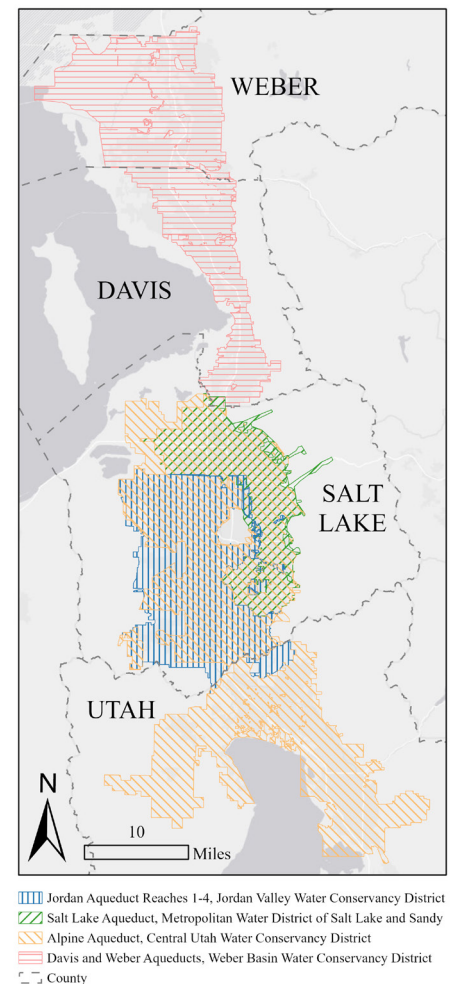 WEBER
DAVIS
SALT
LAKE
UTAH
N
10
Miles
Jordan Aqueduct Reaches 1-4, Jordan Valley Water Conservancy District
Salt Lake Aqueduct, Metropolitan Water District of Salt Lake and Sandy
Alpine Aqueduct, Central Utah Water Conservancy District
Davis and Weber Aqueducts, Weber Basin Water Conservancy District
County